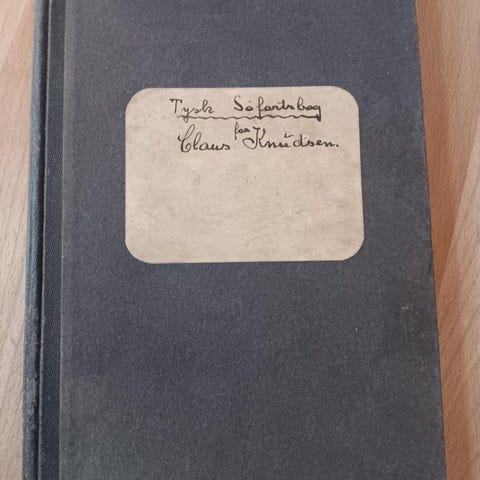 Tysk Søfartsbog
for
Claus Knudsen.